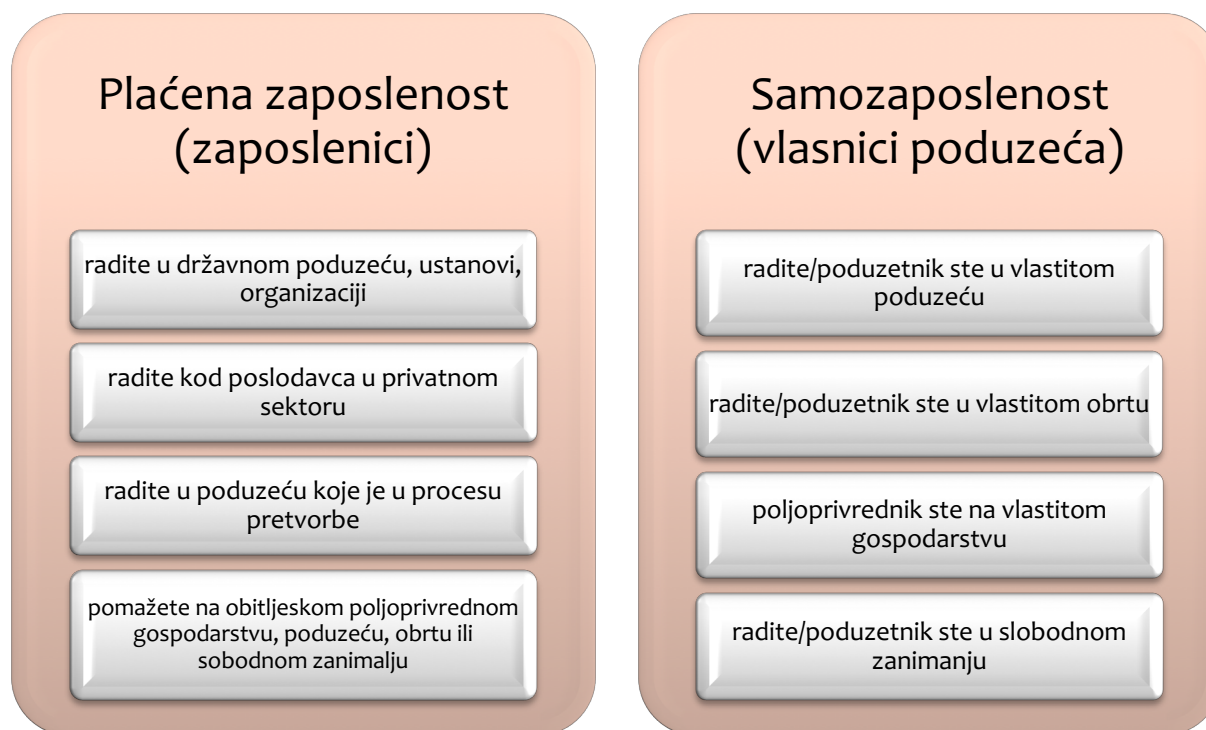 Plaćena zaposlenost
(zaposlenici)
radite u državnom poduzeću, ustanovi,
organizaciji
radite kod poslodavca u privatnom
sektoru
radite u poduzeću koje je u procesu
pretvorbe
pomažete na obitljeskom poljoprivrednom
gospodarstvu, poduzeću, obrtu ili
sobodnom zanimalju
Samozaposlenost
(vlasnici poduzeća)
radite/poduzetnik ste u vlastitom
poduzeću
radite/poduzetnik ste u vlastitom obrtu
poljoprivrednik ste na vlastitom
gospodarstvu
radite/poduzetnik ste u slobodnom
zanimanju